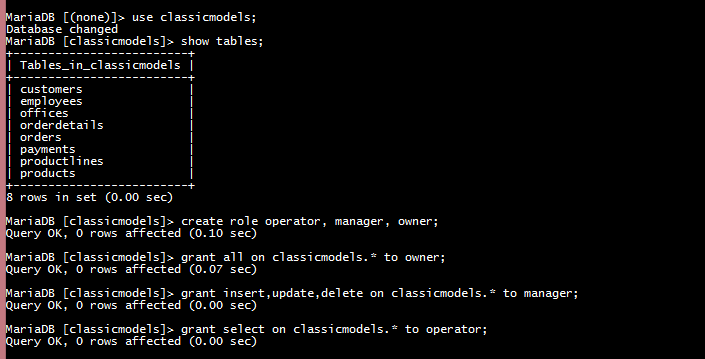 MariaDB [(none)]> use classicmodels;
Database changed
MariaDB [classicmodels]> show tables;
+-------------------------+
| Tables_in_classicmodels |
+-------------------------+
| customers               |
| employees               |
| offices                 |
| orderdetails            |
| orders                  |
| payments                |
| productlines            |
| products                |
+-------------------------+
8 rows in set (0.00 sec)
MariaDB [classicmodels]> create role operator, manager, owner;
Query OK, 0 rows affected (0.10 sec)
MariaDB [classicmodels]> grant all on classicmodels.* to owner;
Query OK, 0 rows affected (0.07 sec)
MariaDB [classicmodels]> grant insert,update,delete on classicmodels.* to manager;
Query OK, 0 rows affected (0.00 sec)
MariaDB [classicmodels]> grant select on classicmodels.* to operator;
Query OK, 0 rows affected (0.00 sec)